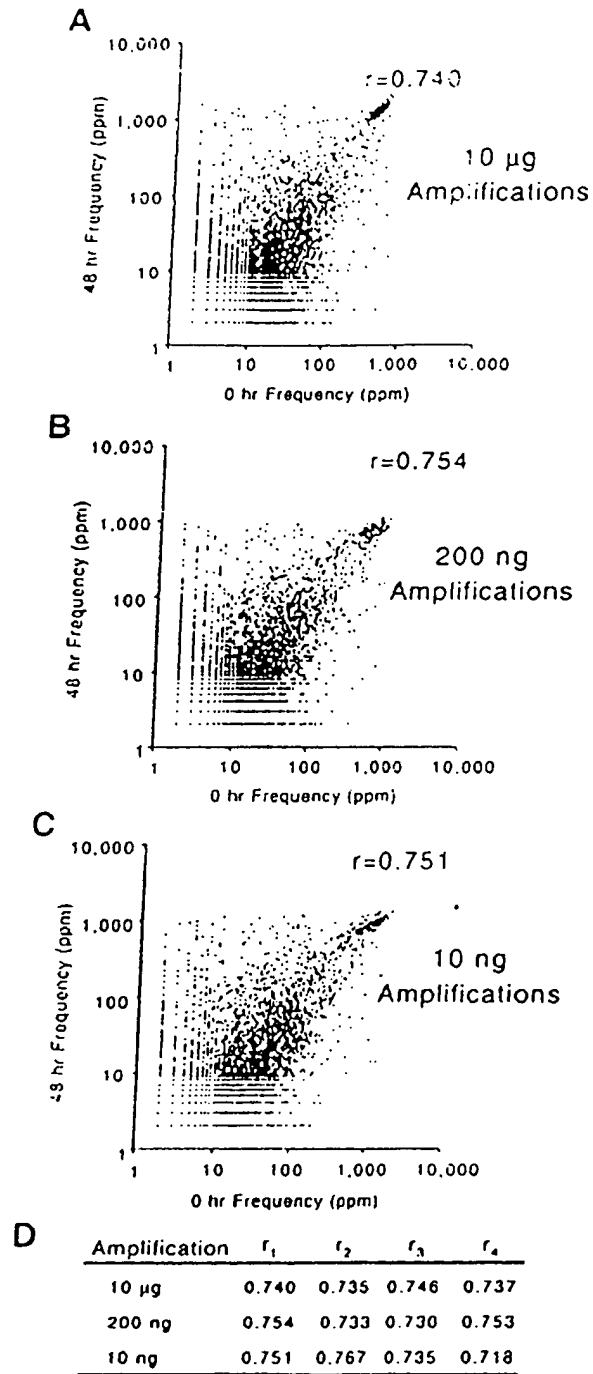 A
10,000
1,000
100
10
1
48 hr Frequency (ppm)
r=0.740
10 µg
Amplifications
1 10 100 1,000 10,000
0 hr Frequency (ppm)
B
10,000
1,000
100
10
1
48 hr Frequency (ppm)
r=0.754
200 ng
Amplifications
1 10 100 1,000 10,000
0 hr Frequency (ppm)
C
10,000
1,000
100
10
1
48 hr Frequency (ppm)
r=0.751
10 ng
Amplifications
1 10 100 1,000 10,000
0 hr Frequency (ppm)
D
Amplification r₁ r₂ r₃ r₄
10 µg 0.740 0.735 0.746 0.737
200 ng 0.754 0.733 0.730 0.753
10 ng 0.751 0.767 0.735 0.718